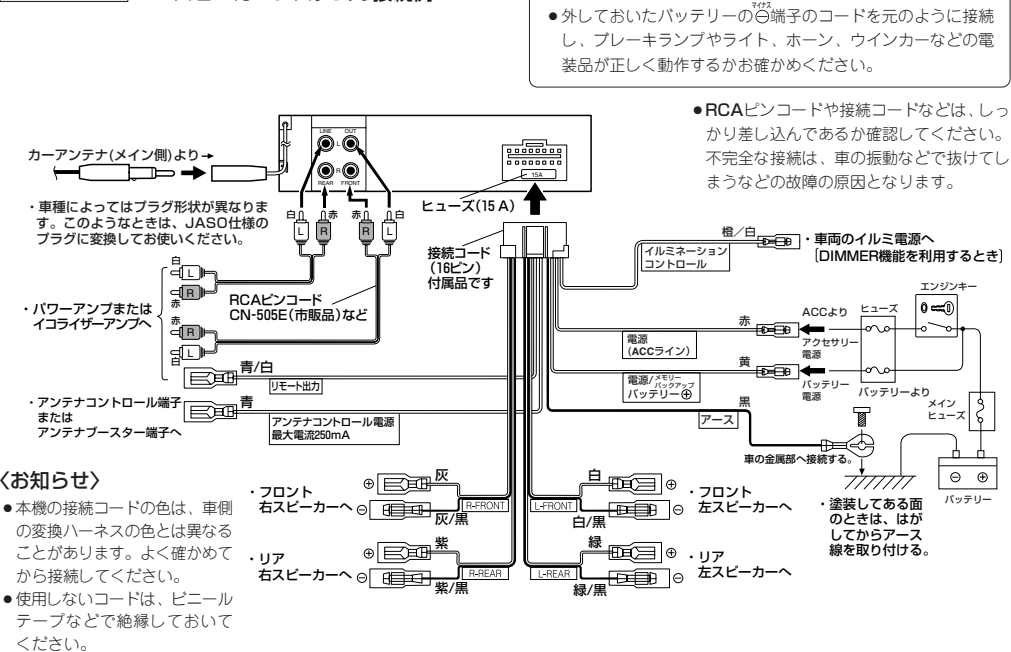 ●外しておいたバッテリーの⊖マイナス端子のコードを元のように接続
し、ブレーキランプやライト、ホーン、ウインカーなどの電
装品が正しく動作するかお確かめください。
●RCAピンコードや接続コードなどは、しっ
かり差し込んであるか確認してください。
不完全な接続は、車の振動などで抜けてし
まうなどの故障の原因となります。
LINE OUT
L
R
REAR FRONT
15A
カーアンテナ(メイン側)より→
・車種によってはプラグ形状が異なりま
す。このようなときは、JASO仕様の
プラグに変換してお使いください。
白 赤 赤 白
L R R L
ヒューズ(15 A)
接続コード
(16ピン)
付属品です
橙/白
イルミネーション
コントロール
・車両のイルミ電源へ
[DIMMER機能を利用するとき]
エンジンキー
白
L
R
赤
・パワーアンプまたは
イコライザーアンプへ
赤
R
L
白
RCAピンコード
CN-505E(市販品)など
赤
電源
(ACCライン)
ACCより
アクセサリー
電源
ヒューズ
黄
電源/メモリーバックアップ
バッテリー⊕
バッテリー
電源
バッテリーより
メイン
ヒューズ
青/白
リモート出力
・アンテナコントロール端子
または
アンテナブースター端子へ
青
アンテナコントロール電源
最大電流250mA
黒
アース
車の金属部へ接続する。
⊖ ⊕
バッテリー
・塗装してある面
のときは、はが
してからアース
線を取り付ける。
〈お知らせ〉
●本機の接続コードの色は、車側
の変換ハーネスの色とは異なる
ことがあります。よく確かめて
から接続してください。
●使用しないコードは、ビニール
テープなどで絶縁しておいて
ください。
・フロント
右スピーカーへ
⊕ 灰
⊖ 灰/黒
R-FRONT
・リア
右スピーカーへ
⊕ 紫
⊖ 紫/黒
R-REAR
白 ⊕
白/黒 ⊖
L-FRONT
・フロント
左スピーカーへ
緑 ⊕
緑/黒 ⊖
L-REAR
・リア
左スピーカーへ